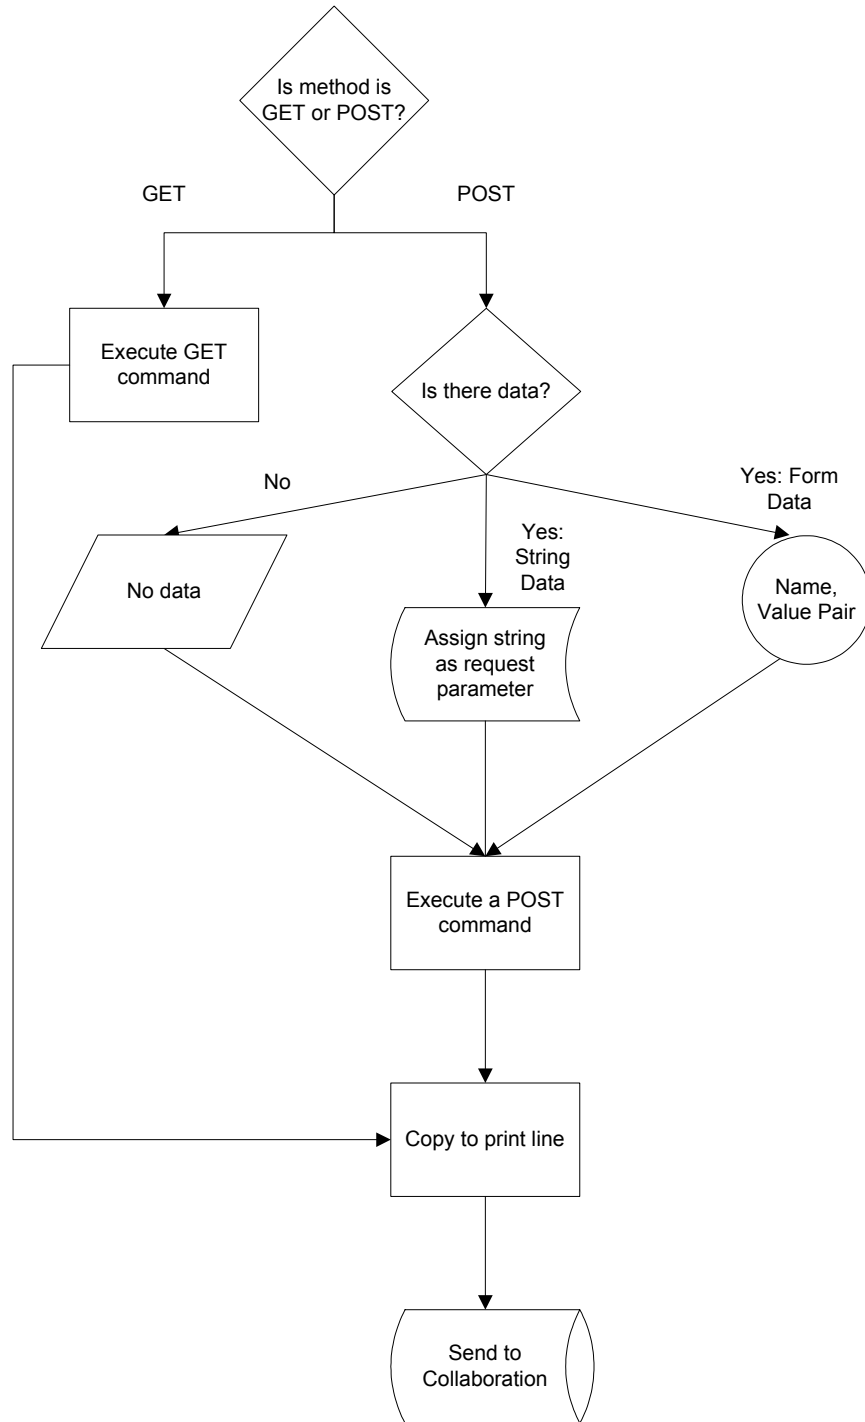 Is method is
GET or POST?
GET
POST
Execute GET
command
Is there data?
No
Yes:
String
Data
Yes: Form
Data
No data
Assign string
as request
parameter
Name,
Value Pair
Execute a POST
command
Copy to print line
Send to
Collaboration